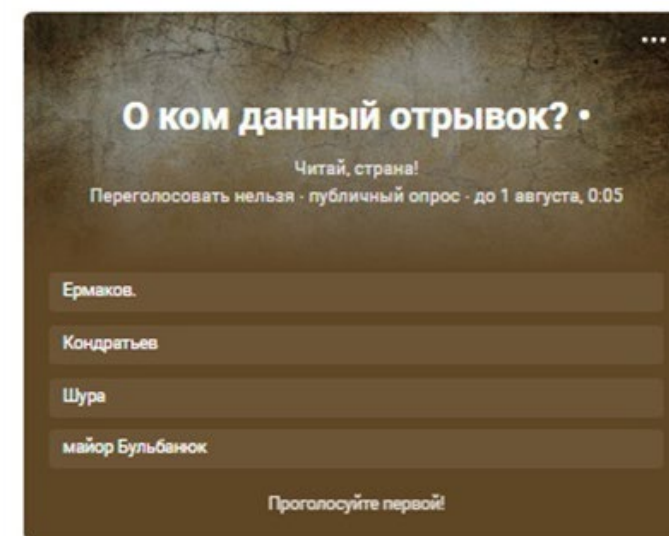 О ком данный отрывок? •
Читай, страна!
Переголосовать нельзя · публичный опрос · до 1 августа, 0:05
Ермаков.
Кондратьев
Шура
майор Бульбанюк
Проголосуйте первой!